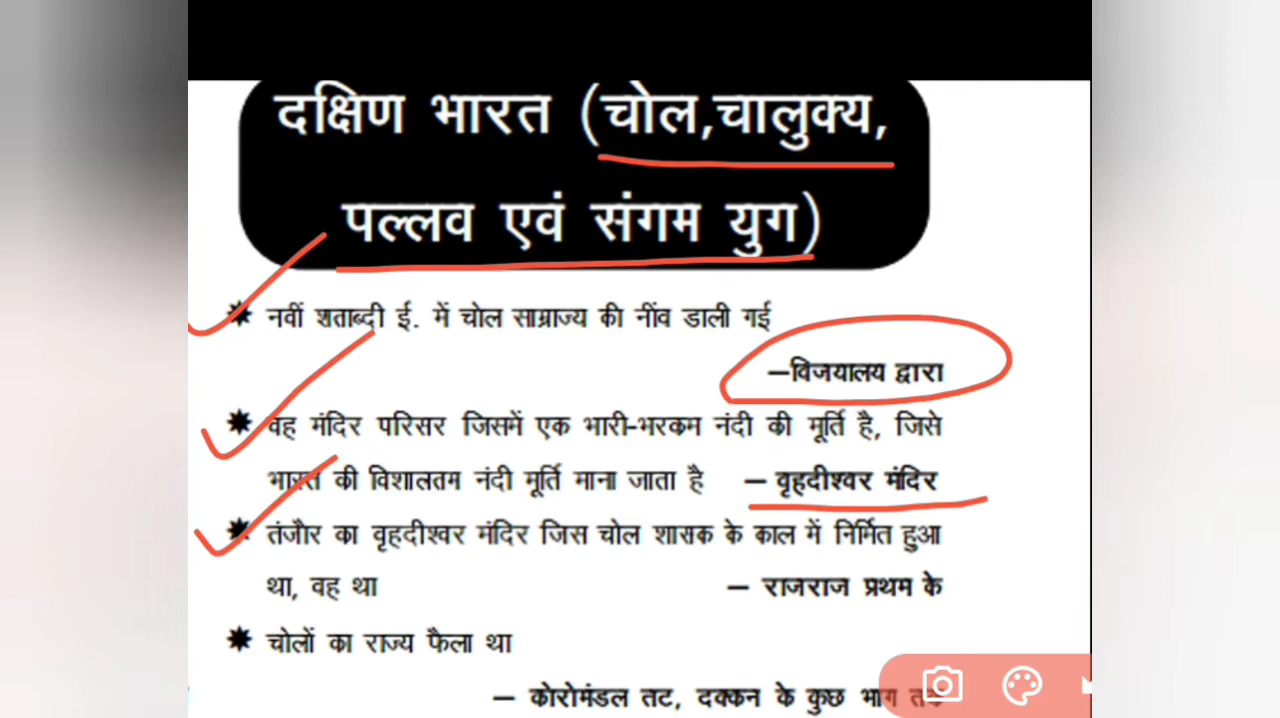 दक्षिण भारत (चोल,चालुक्य,
पल्लव एवं संगम युग)
✷ नवीं शताब्दी ई. में चोल साम्राज्य की नींव डाली गई
—विजयालय द्वारा
✷ वह मंदिर परिसर जिसमें एक भारी-भरकम नंदी की मूर्ति है, जिसे
भारत की विशालतम नंदी मूर्ति माना जाता है — वृहदीश्वर मंदिर
✷ तंजौर का वृहदीश्वर मंदिर जिस चोल शासक के काल में निर्मित हुआ
था, वह था — राजराज प्रथम के
✷ चोलों का राज्य फैला था
— कोरोमंडल तट, दक्कन के कुछ भाग तक